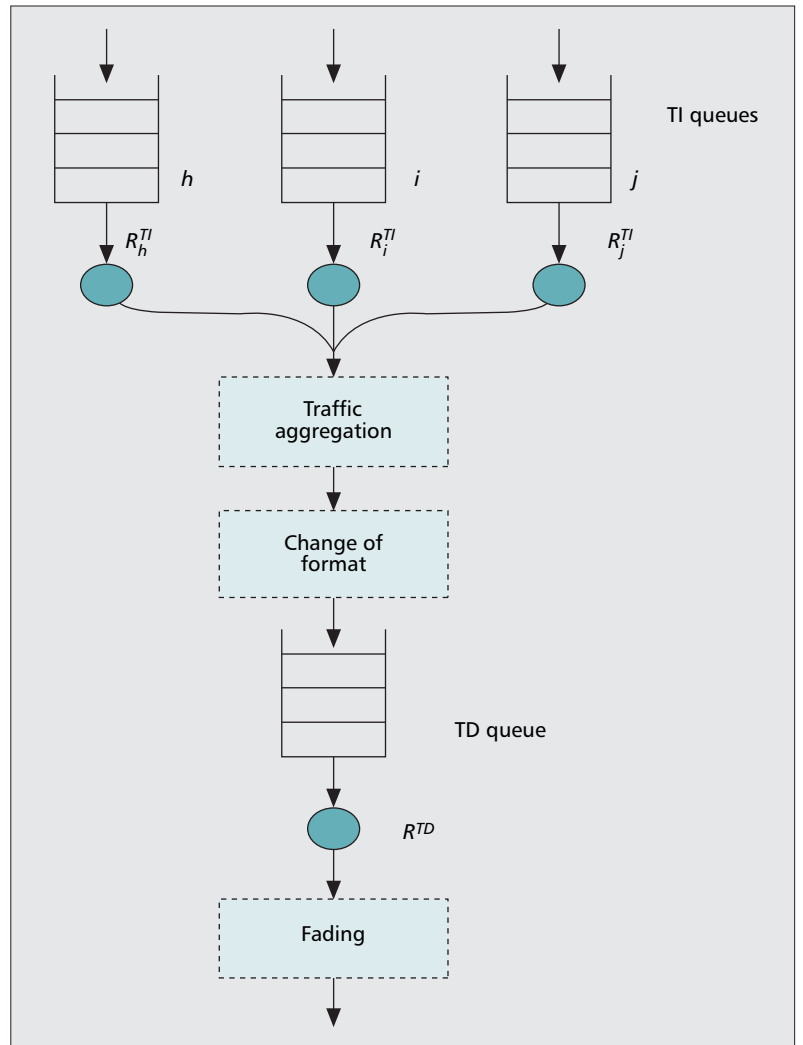 TI queues
h
i
j
R_h^{TI}
R_i^{TI}
R_j^{TI}
Traffic
aggregation
Change of
format
TD queue
R^{TD}
Fading